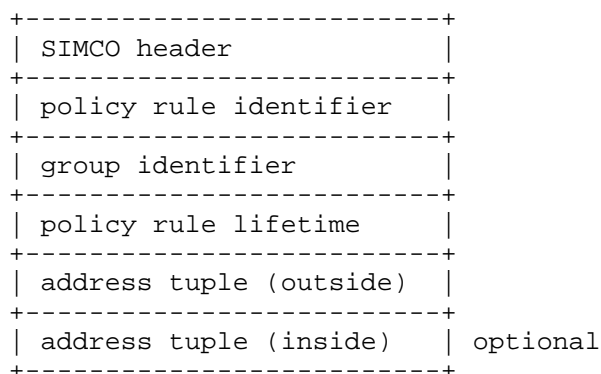 +--------------------------+
| SIMCO header             |
+--------------------------+
| policy rule identifier   |
+--------------------------+
| group identifier         |
+--------------------------+
| policy rule lifetime     |
+--------------------------+
| address tuple (outside)  |
+--------------------------+
| address tuple (inside)   | optional
+--------------------------+